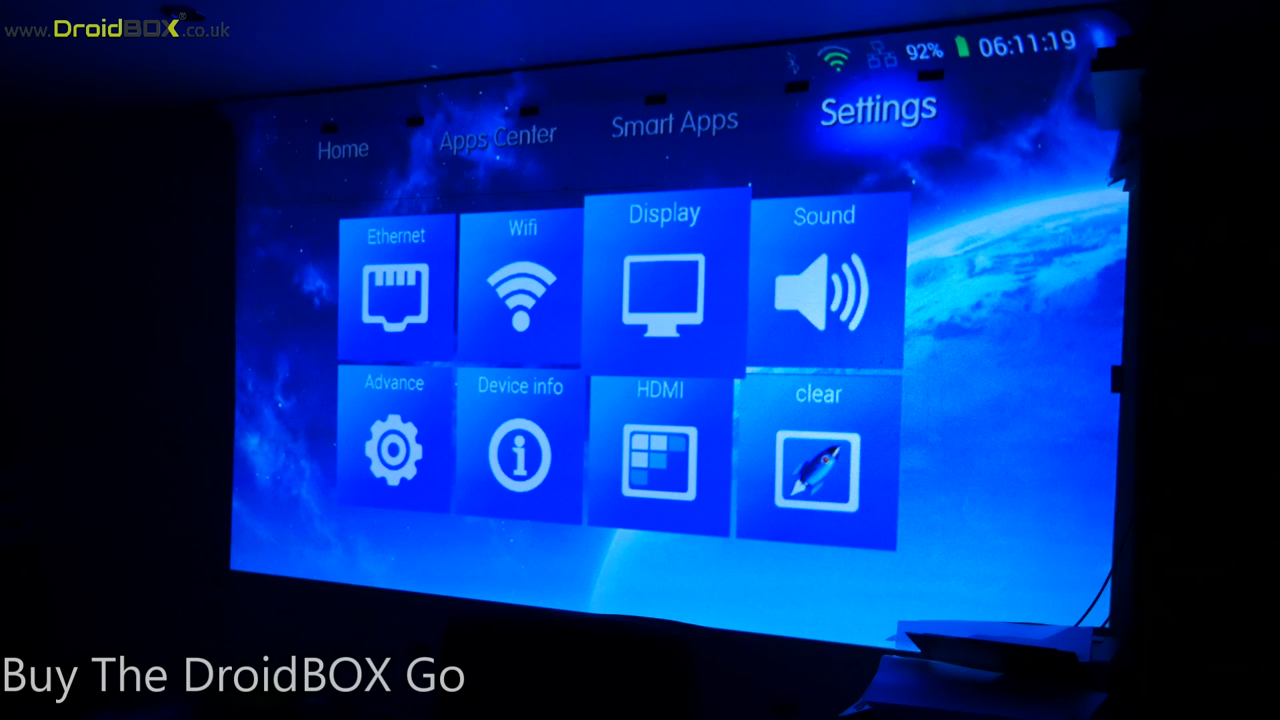 www.DroidBOX®.co.uk
92% 06:11:19
Home Apps Center Smart Apps Settings
Ethernet Wifi Display Sound
Advance Device info HDMI clear
Buy The DroidBOX Go